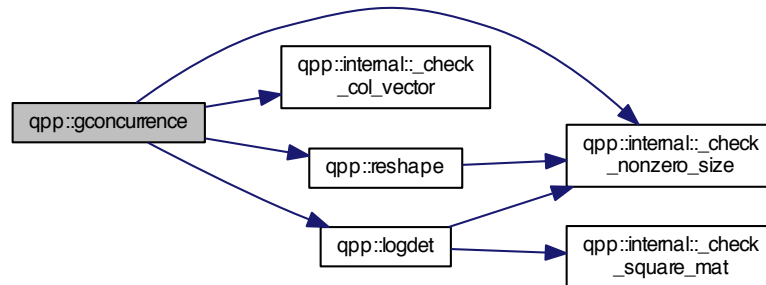 qpp::gconcurrence
qpp::internal::_check
_col_vector
qpp::reshape
qpp::logdet
qpp::internal::_check
_nonzero_size
qpp::internal::_check
_square_mat